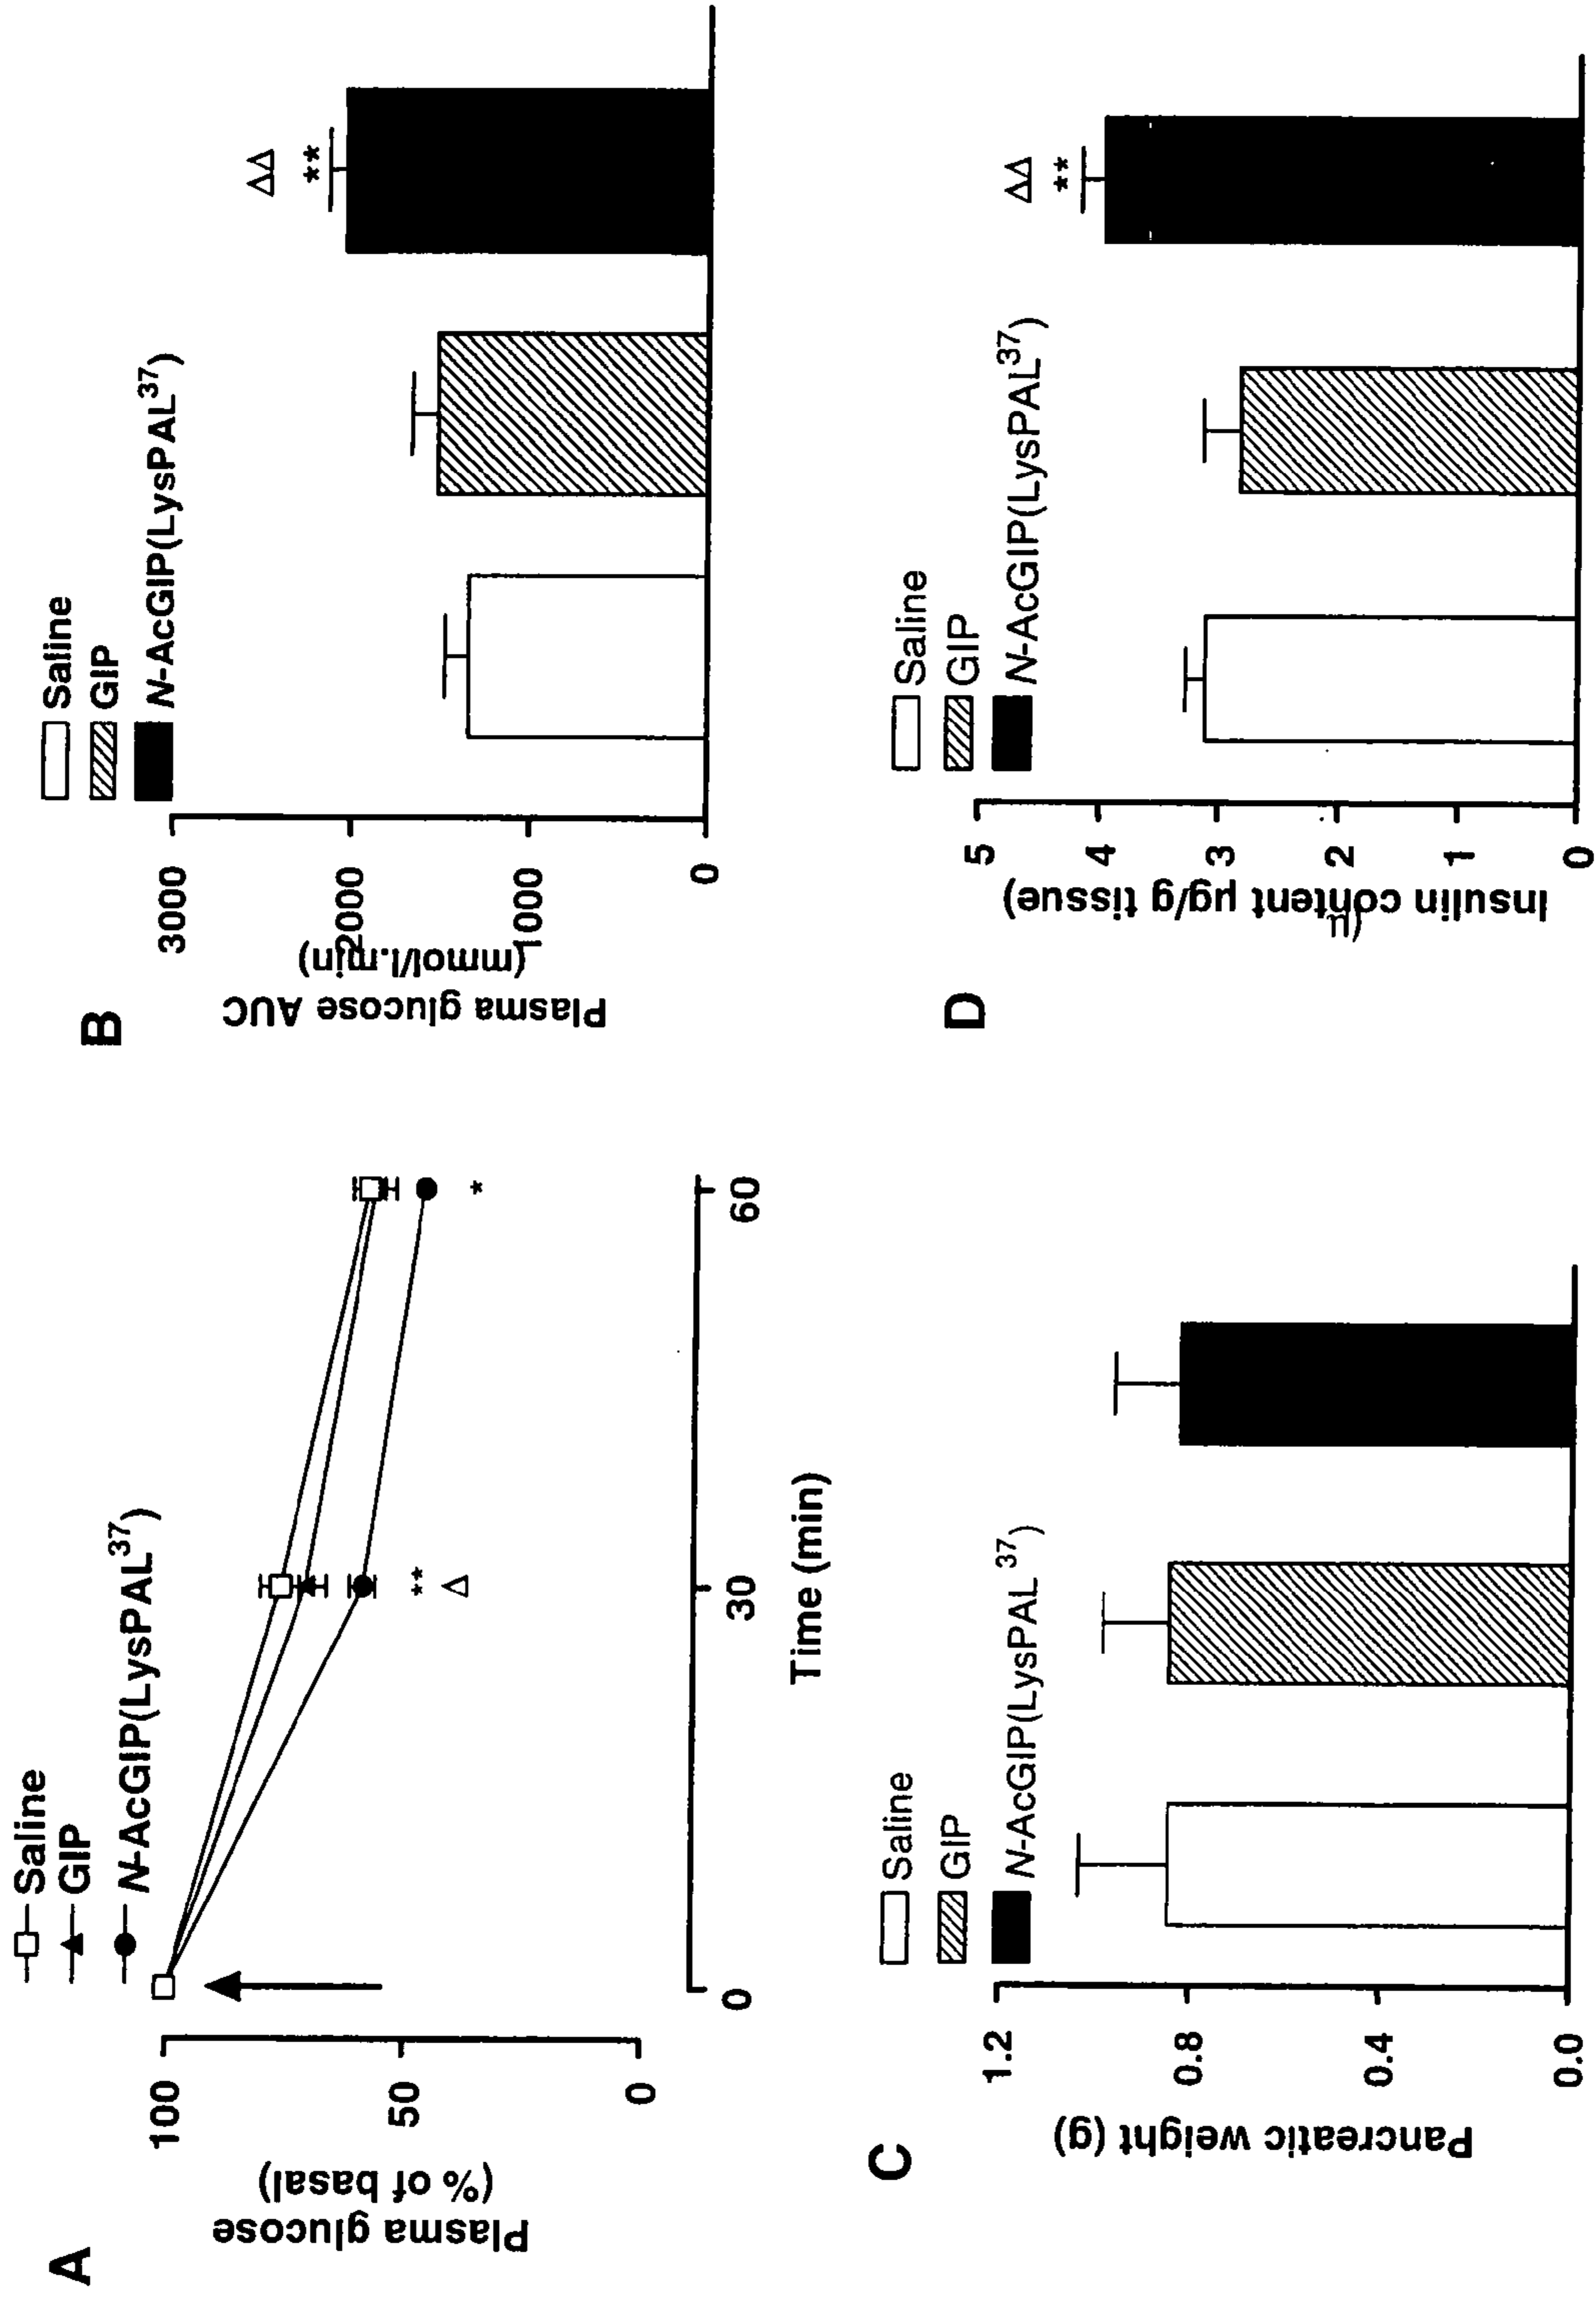 A
Saline
GIP
N-AcGIP(LysPAL37)
Plasma glucose
(% of basal)
100
50
0
**
△
*
0
30
60
Time (min)
B
Saline
GIP
N-AcGIP(LysPAL37)
Plasma glucose AUC
(mmol/l.min)
3000
2000
1000
0
△△
**
C
Saline
GIP
N-AcGIP(LysPAL37)
Pancreatic weight (g)
1.2
0.8
0.4
0.0
D
Saline
GIP
N-AcGIP(LysPAL37)
Insulin content µg/g tissue)
(µ
5
4
3
2
1
0
△△
**